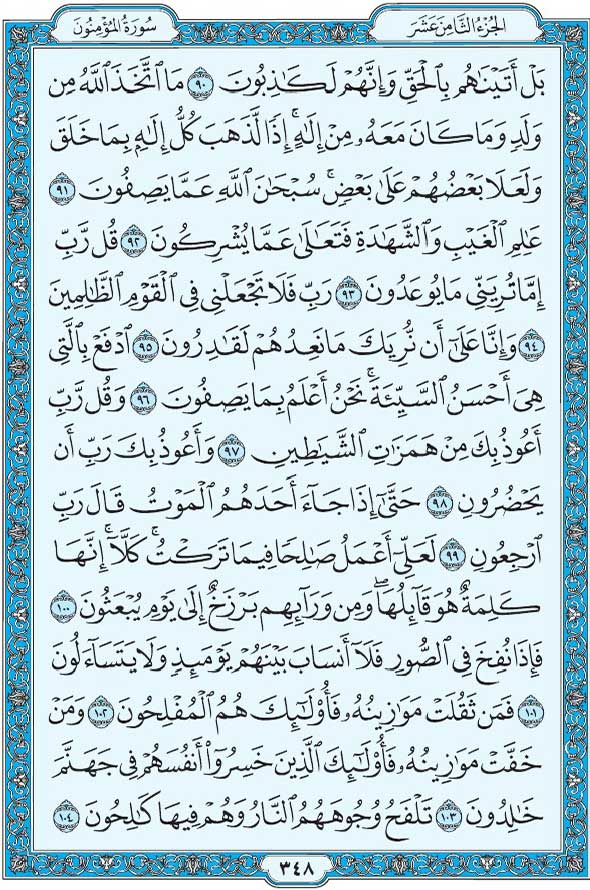 الجزء الثامن عشر
سورة المؤمنون
بَلْ أَتَيْنَٰهُم بِٱلْحَقِّ وَإِنَّهُمْ لَكَٰذِبُونَ ٩٠ مَا ٱتَّخَذَ ٱللَّهُ مِن
وَلَدٍ وَمَا كَانَ مَعَهُۥ مِنْ إِلَٰهٍ ۚ إِذًا لَّذَهَبَ كُلُّ إِلَٰهٍۭ بِمَا خَلَقَ
وَلَعَلَا بَعْضُهُمْ عَلَىٰ بَعْضٍ ۚ سُبْحَٰنَ ٱللَّهِ عَمَّا يَصِفُونَ ٩١
عَٰلِمِ ٱلْغَيْبِ وَٱلشَّهَٰدَةِ فَتَعَٰلَىٰ عَمَّا يُشْرِكُونَ ٩٢ قُل رَّبِّ
إِمَّا تُرِيَنِّى مَا يُوعَدُونَ ٩٣ رَبِّ فَلَا تَجْعَلْنِى فِى ٱلْقَوْمِ ٱلظَّٰلِمِينَ
٩٤ وَإِنَّا عَلَىٰٓ أَن نُّرِيَكَ مَا نَعِدُهُمْ لَقَٰدِرُونَ ٩٥ ٱدْفَعْ بِٱلَّتِى
هِىَ أَحْسَنُ ٱلسَّيِّئَةَ ۚ نَحْنُ أَعْلَمُ بِمَا يَصِفُونَ ٩٦ وَقُل رَّبِّ
أَعُوذُ بِكَ مِنْ هَمَزَٰتِ ٱلشَّيَٰطِينِ ٩٧ وَأَعُوذُ بِكَ رَبِّ أَن
يَحْضُرُونِ ٩٨ حَتَّىٰٓ إِذَا جَآءَ أَحَدَهُمُ ٱلْمَوْتُ قَالَ رَبِّ
ٱرْجِعُونِ ٩٩ لَعَلِّىٓ أَعْمَلُ صَٰلِحًا فِيمَا تَرَكْتُ ۚ كَلَّآ ۚ إِنَّهَا
كَلِمَةٌ هُوَ قَآئِلُهَا ۖ وَمِن وَرَآئِهِم بَرْزَخٌ إِلَىٰ يَوْمِ يُبْعَثُونَ ١٠٠
فَإِذَا نُفِخَ فِى ٱلصُّورِ فَلَآ أَنسَابَ بَيْنَهُمْ يَوْمَئِذٍ وَلَا يَتَسَآءَلُونَ
١٠١ فَمَن ثَقُلَتْ مَوَٰزِينُهُۥ فَأُو۟لَٰٓئِكَ هُمُ ٱلْمُفْلِحُونَ ١٠٢ وَمَنْ
خَفَّتْ مَوَٰزِينُهُۥ فَأُو۟لَٰٓئِكَ ٱلَّذِينَ خَسِرُوٓا۟ أَنفُسَهُمْ فِى جَهَنَّمَ
خَٰلِدُونَ ١٠٣ تَلْفَحُ وُجُوهَهُمُ ٱلنَّارُ وَهُمْ فِيهَا كَٰلِحُونَ ١٠٤
٣٤٨